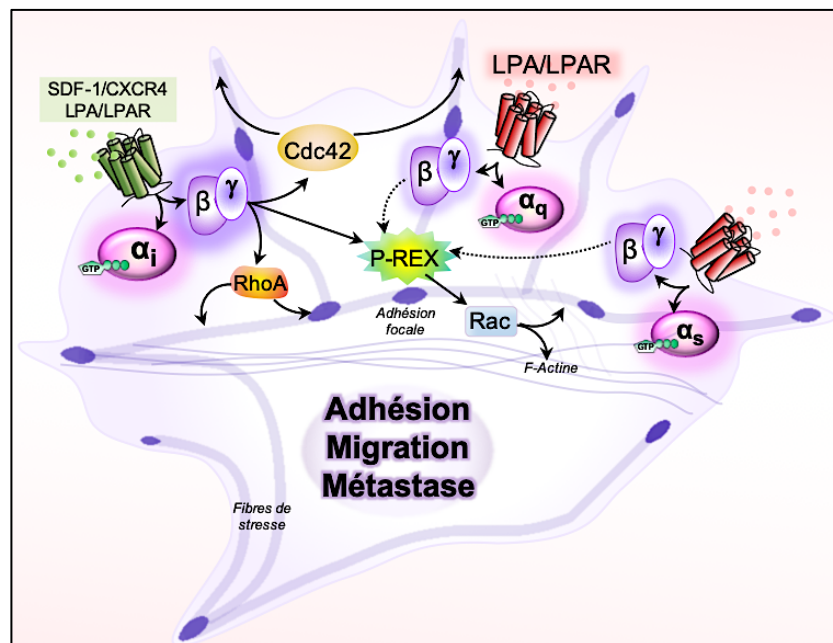 SDF-1/CXCR4
LPA/LPAR
LPA/LPAR
Cdc42
β
γ
β
γ
αi
GTP
αq
GTP
β
γ
P-REX
RhoA
Adhésion
focale
Rac
αs
GTP
F-Actine
Adhésion
Migration
Métastase
Fibres de
stresse